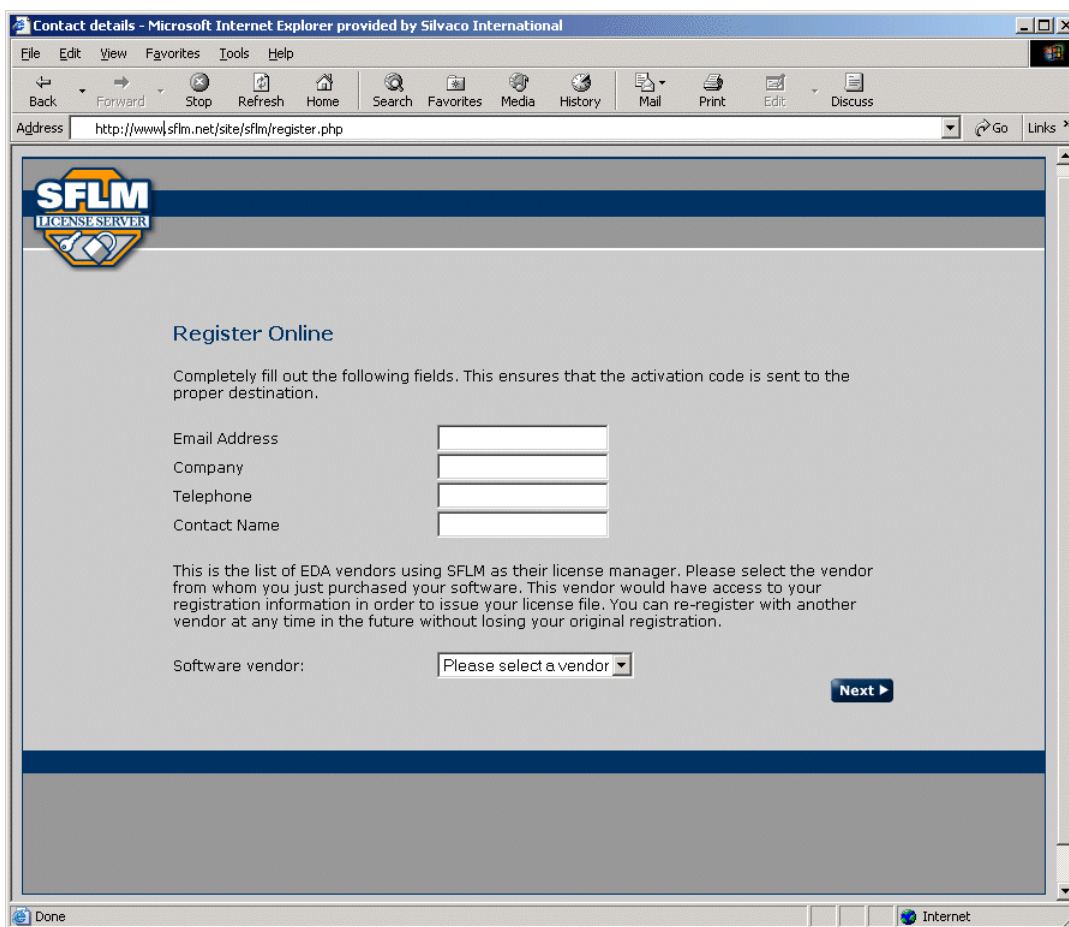 Contact details - Microsoft Internet Explorer provided by Silvaco International
File Edit View Favorites Tools Help
Back Forward Stop Refresh Home Search Favorites Media History Mail Print Edit Discuss
Address http://www.sflm.net/site/sflm/register.php Go Links »
SFLM
LICENSE SERVER
Register Online
Completely fill out the following fields. This ensures that the activation code is sent to the
proper destination.
Email Address
Company
Telephone
Contact Name
This is the list of EDA vendors using SFLM as their license manager. Please select the vendor
from whom you just purchased your software. This vendor would have access to your
registration information in order to issue your license file. You can re-register with another
vendor at any time in the future without losing your original registration.
Software vendor: Please select a vendor
Next
Done Internet